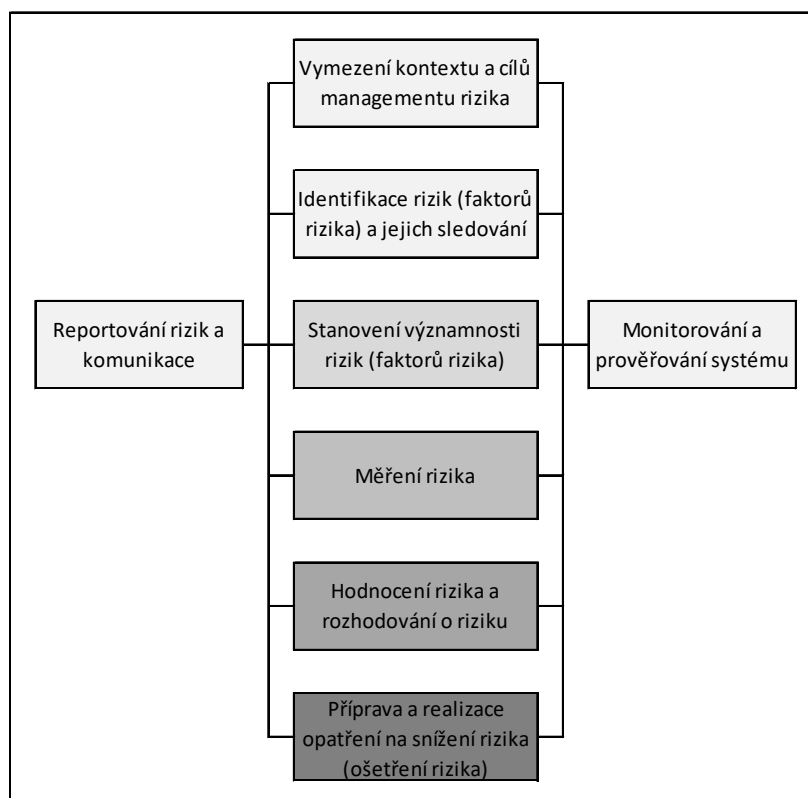 Vymezení kontextu a cílů
managementu rizika
Identifikace rizik (faktorů
rizika) a jejich sledování
Reportování rizik a
komunikace
Stanovení významnosti
rizik (faktorů rizika)
Monitorování a
prověřování systému
Měření rizika
Hodnocení rizika a
rozhodování o riziku
Příprava a realizace
opatření na snížení rizika
(ošetření rizika)